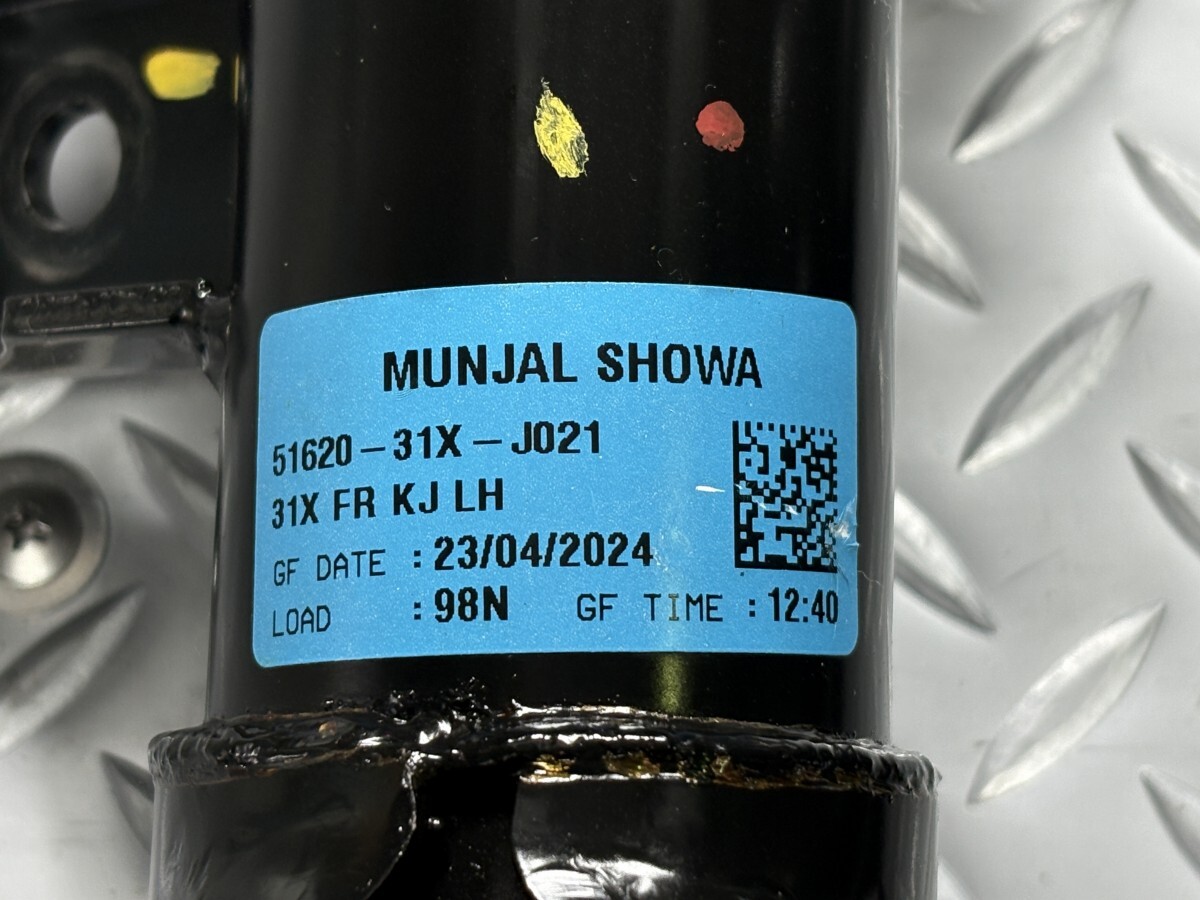 MUNJAL SHOWA
51620-31X-J021
31X FR KJ LH
GF DATE : 23/04/2024
LOAD : 98N GF TIME : 12:40